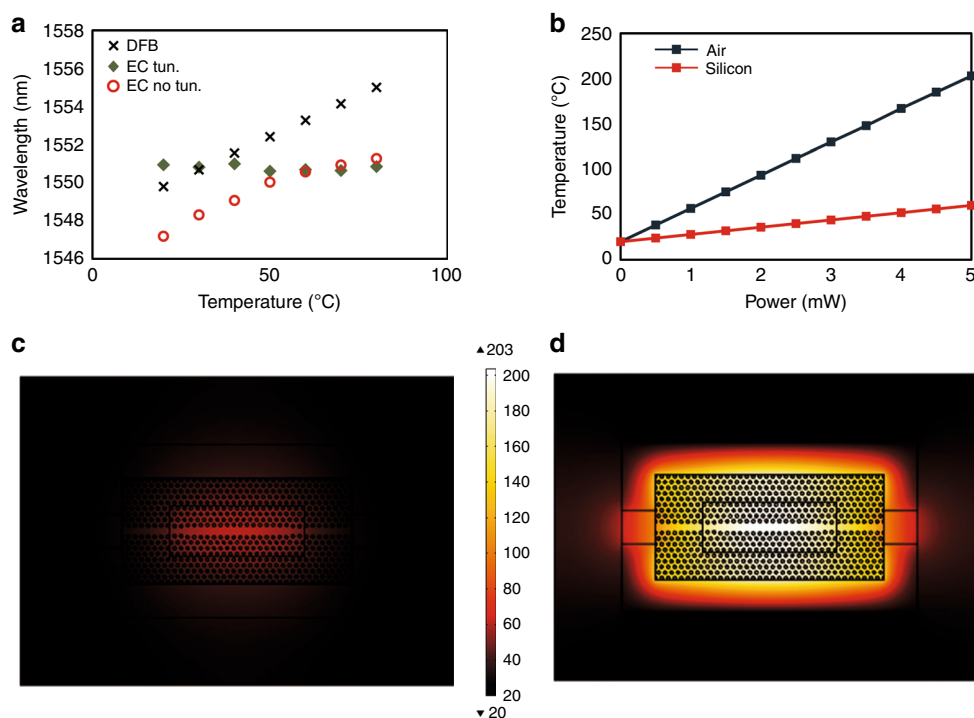 a
1558
1556
1554
1552
1550
1548
1546
Wavelength (nm)
DFB
EC tun.
EC no tun.
0
50
100
Temperature (°C)
b
250
200
150
100
50
0
Temperature (°C)
Air
Silicon
0
1
2
3
4
5
Power (mW)
c
▲203
200
180
160
140
120
100
80
60
40
20
▼20
d